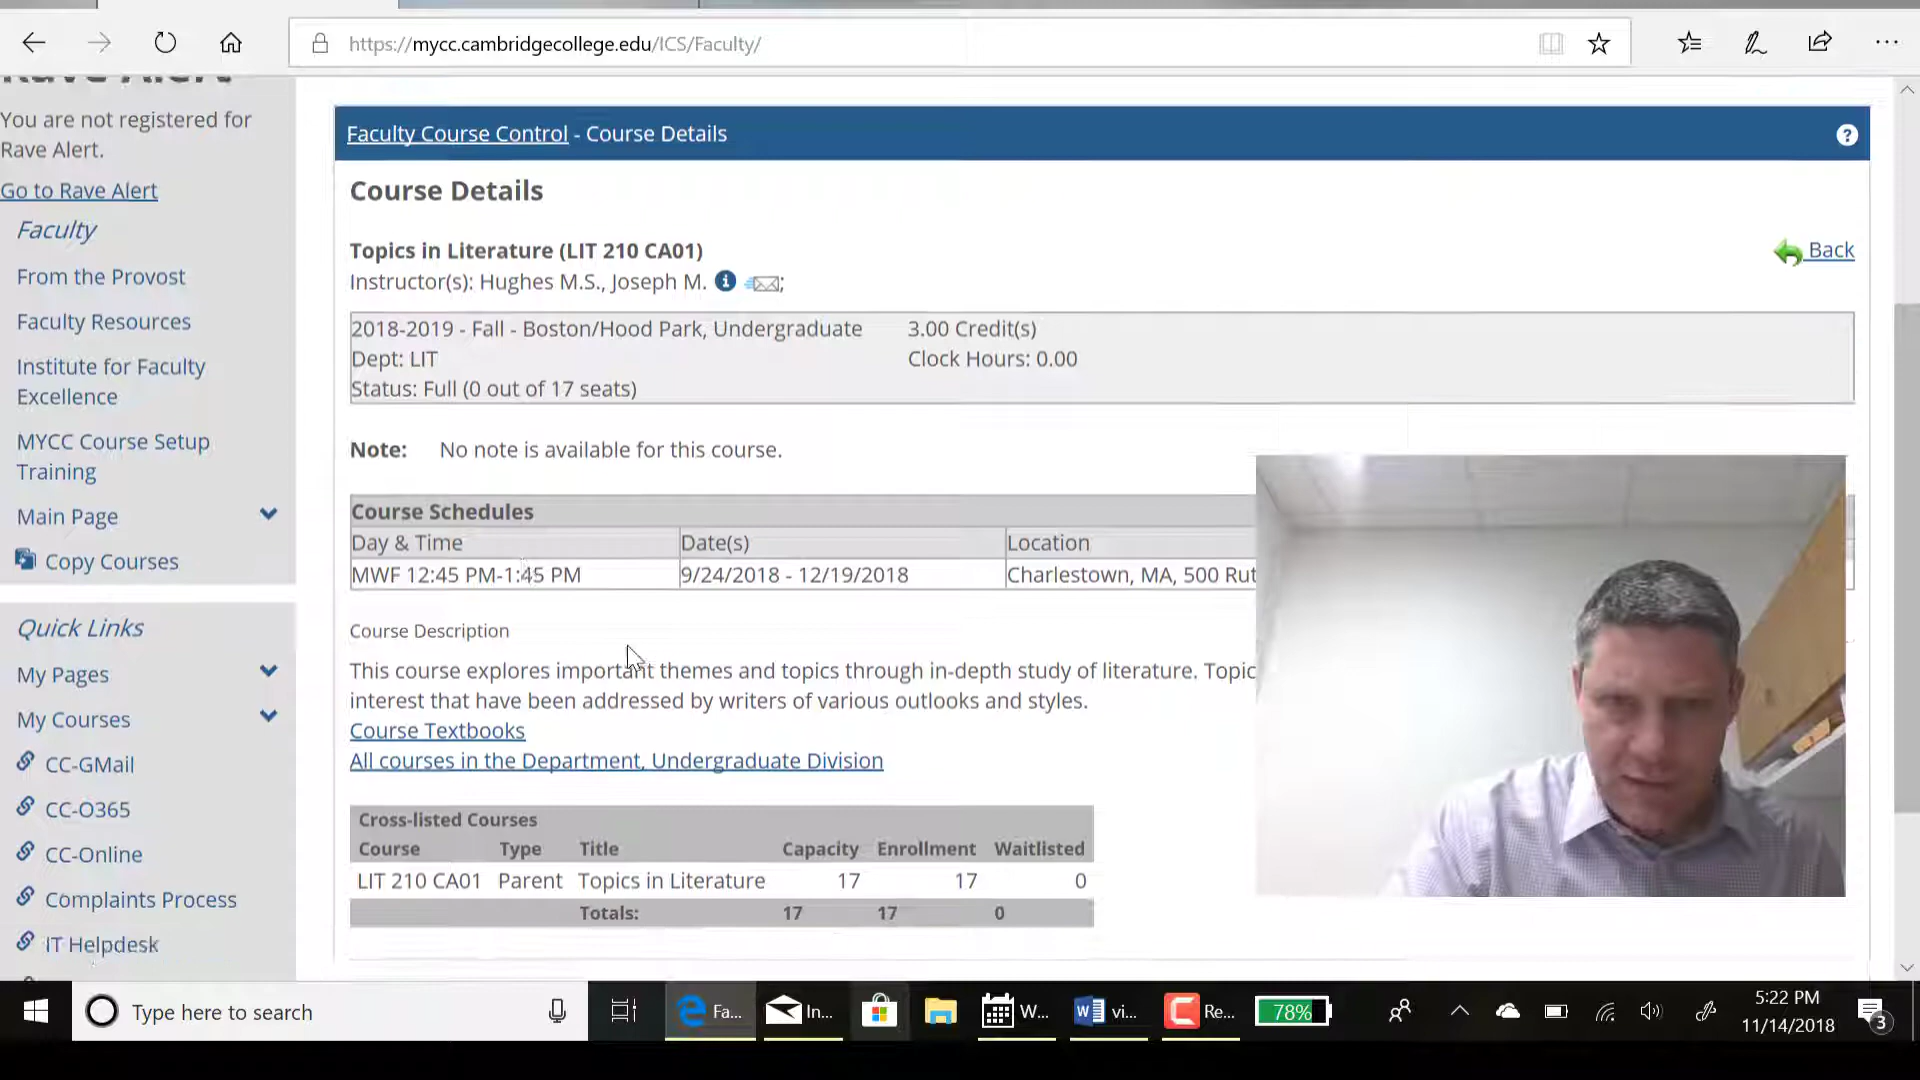 https://mycc.cambridgecollege.edu/ICS/Faculty/
Rave Alert
You are not registered for
Rave Alert.
Go to Rave Alert
Faculty
From the Provost
Faculty Resources
Institute for Faculty
Excellence
MYCC Course Setup
Training
Main Page
Copy Courses
Quick Links
My Pages
My Courses
CC-GMail
CC-O365
CC-Online
Complaints Process
IT Helpdesk
Faculty Course Control - Course Details
?
Course Details
Topics in Literature (LIT 210 CA01)
Back
Instructor(s): Hughes M.S., Joseph M. i ;
2018-2019 - Fall - Boston/Hood Park, Undergraduate 3.00 Credit(s)
Dept: LIT Clock Hours: 0.00
Status: Full (0 out of 17 seats)
Note: No note is available for this course.
Course Schedules
Day & Time Date(s) Location
MWF 12:45 PM-1:45 PM 9/24/2018 - 12/19/2018 Charlestown, MA, 500 Rut
Course Description
This course explores important themes and topics through in-depth study of literature. Topic
interest that have been addressed by writers of various outlooks and styles.
Course Textbooks
All courses in the Department, Undergraduate Division
Cross-listed Courses
Course Type Title Capacity Enrollment Waitlisted
LIT 210 CA01 Parent Topics in Literature 17 17 0
Totals: 17 17 0
Type here to search
Fa... In... W... vi... Re... 78%
5:22 PM
11/14/2018
3